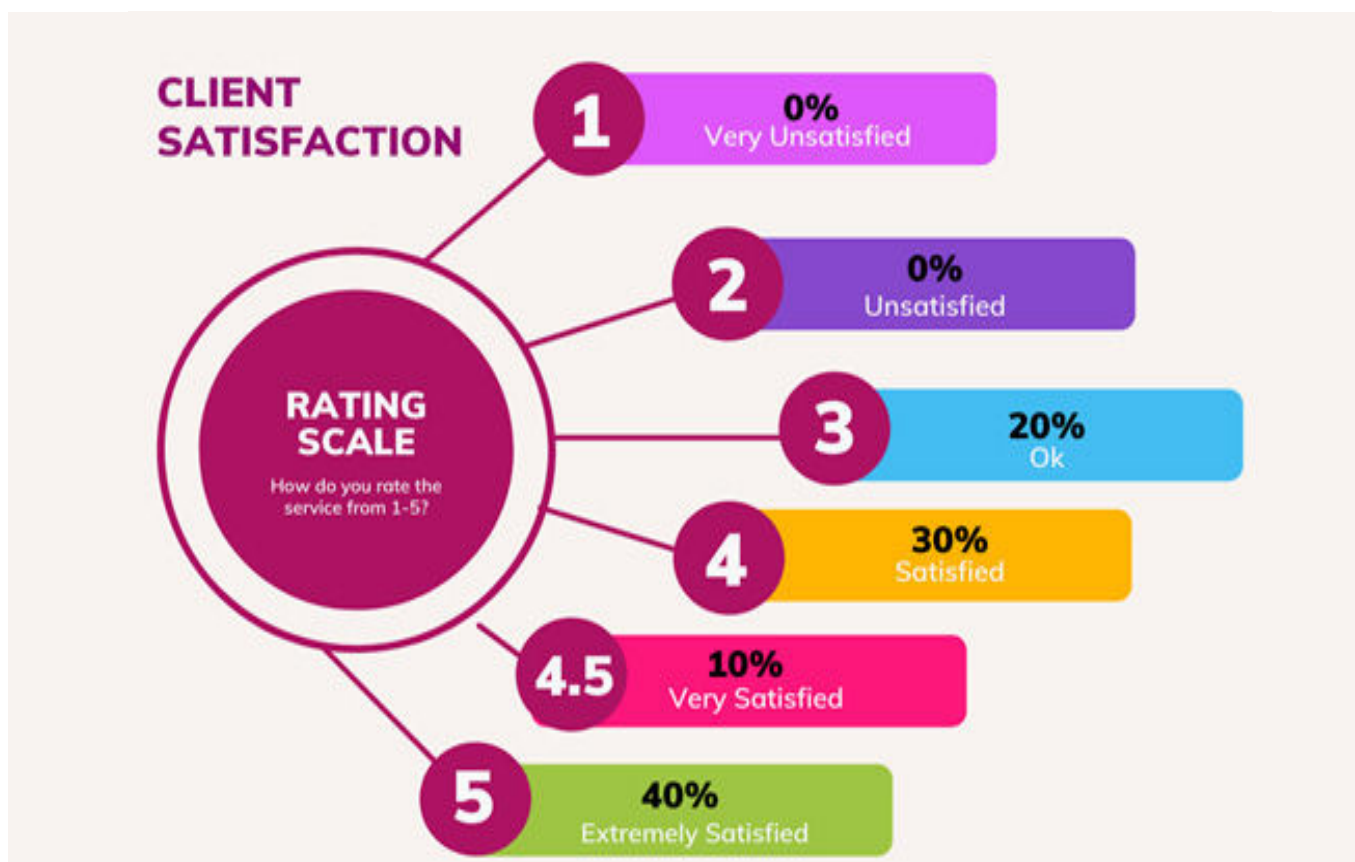 CLIENT
SATISFACTION
1
0%
Very Unsatisfied
2
0%
Unsatisfied
RATING
SCALE
How do you rate the
service from 1-5?
3
20%
Ok
4
30%
Satisfied
4.5
10%
Very Satisfied
5
40%
Extremely Satisfied